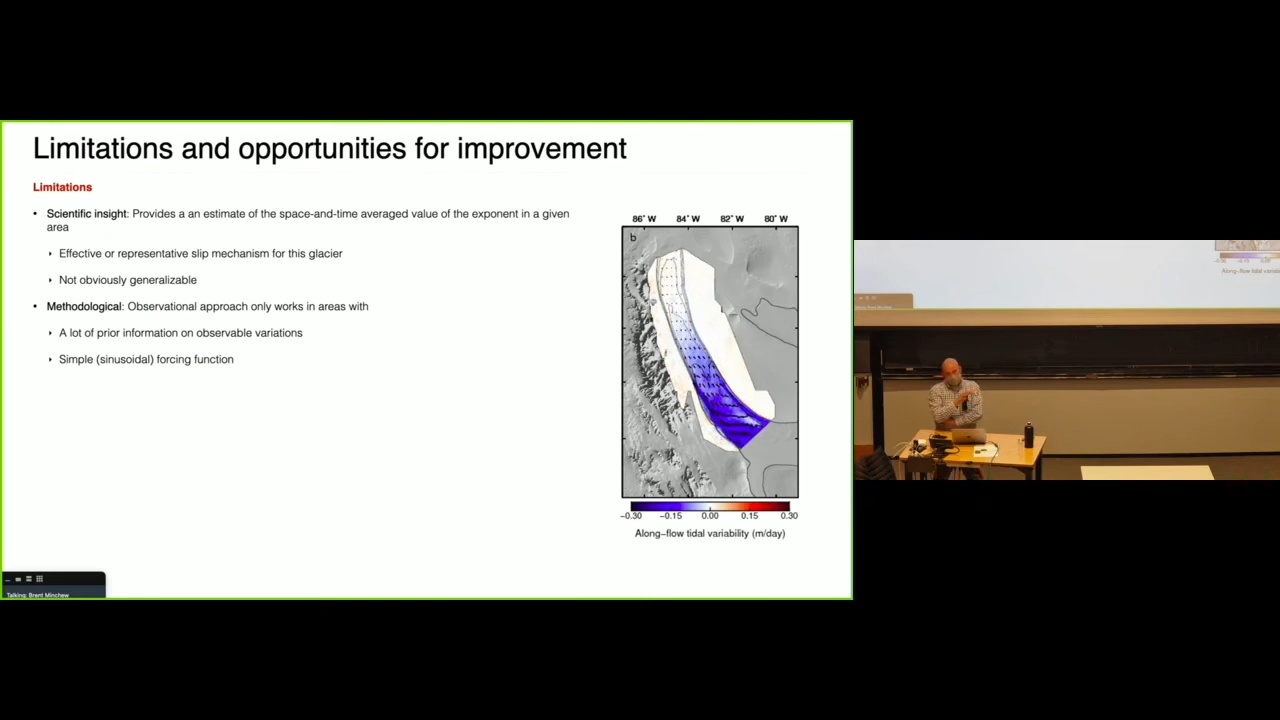 Limitations and opportunities for improvement
Limitations
• Scientific insight: Provides a an estimate of the space-and-time averaged value of the exponent in a given
area
‣ Effective or representative slip mechanism for this glacier
‣ Not obviously generalizable
• Methodological: Observational approach only works in areas with
‣ A lot of prior information on observable variations
‣ Simple (sinusoidal) forcing function
86° W 84° W 82° W 80° W
b
−0.30 −0.15 0.00 0.15 0.30
Along−flow tidal variability (m/day)
Talking: Brent Minchew
Along−flow tidal